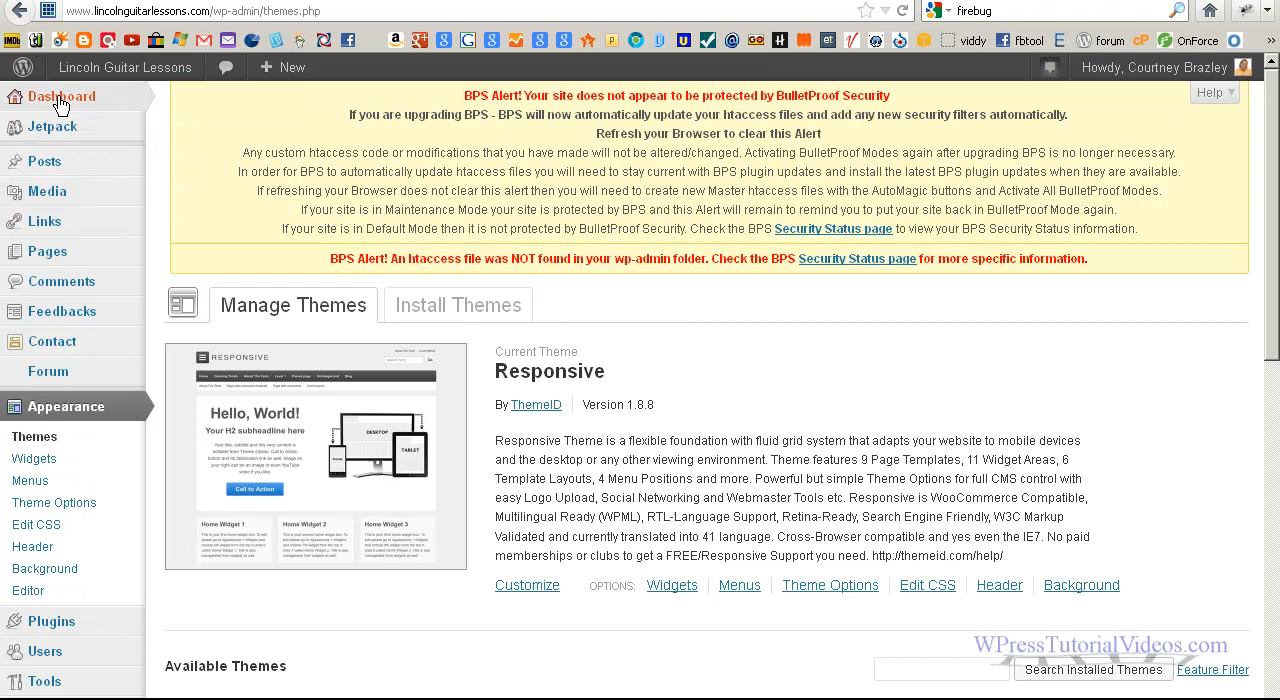 www.lincolnguitarlessons.com/wp-admin/themes.php
firebug
viddy
fbtool
forum
OnForce
Lincoln Guitar Lessons
New
Howdy, Courtney Brazley
Help
Dashboard
Jetpack
Posts
Media
Links
Pages
Comments
Feedbacks
Contact
Forum
Appearance
Themes
Widgets
Menus
Theme Options
Edit CSS
Header
Background
Editor
Plugins
Users
Tools
BPS Alert! Your site does not appear to be protected by BulletProof Security
If you are upgrading BPS - BPS will now automatically update your htaccess files and add any new security filters automatically.
Refresh your Browser to clear this Alert
Any custom htaccess code or modifications that you have made will not be altered/changed. Activating BulletProof Modes again after upgrading BPS is no longer necessary.
In order for BPS to automatically update htaccess files you will need to stay current with BPS plugin updates and install the latest BPS plugin updates when they are available.
If refreshing your Browser does not clear this alert then you will need to create new Master htaccess files with the AutoMagic buttons and Activate All BulletProof Modes.
If your site is in Maintenance Mode your site is protected by BPS and this Alert will remain to remind you to put your site back in BulletProof Mode again.
If your site is in Default Mode then it is not protected by BulletProof Security. Check the BPS Security Status page to view your BPS Security Status information.
BPS Alert! An htaccess file was NOT found in your wp-admin folder. Check the BPS Security Status page for more specific information.
Manage Themes
Install Themes
RESPONSIVE
Hello, World!
Your H2 subheadline here
Call to Action
DESKTOP
TABLET
Home Widget 1
Home Widget 2
Home Widget 3
Current Theme
Responsive
By ThemeID
Version 1.8.8
Responsive Theme is a flexible foundation with fluid grid system that adapts your website to mobile devices
and the desktop or any other viewing environment. Theme features 9 Page Templates, 11 Widget Areas, 6
Template Layouts, 4 Menu Positions and more. Powerful but simple Theme Options for full CMS control with
easy Logo Upload, Social Networking and Webmaster Tools etc. Responsive is WooCommerce Compatible,
Multilingual Ready (WPML), RTL-Language Support, Retina-Ready, Search Engine Friendly, W3C Markup
validated and currently translated into 41 languages. Cross-Browser compatible and yes even the IE7. No paid
memberships or clubs to get a FREE/Responsive Support you need. http://themeid.com/help/
Customize
OPTIONS:
Widgets
Menus
Theme Options
Edit CSS
Header
Background
Available Themes
Search Installed Themes
Feature Filter
WPressTutorialVideos.com